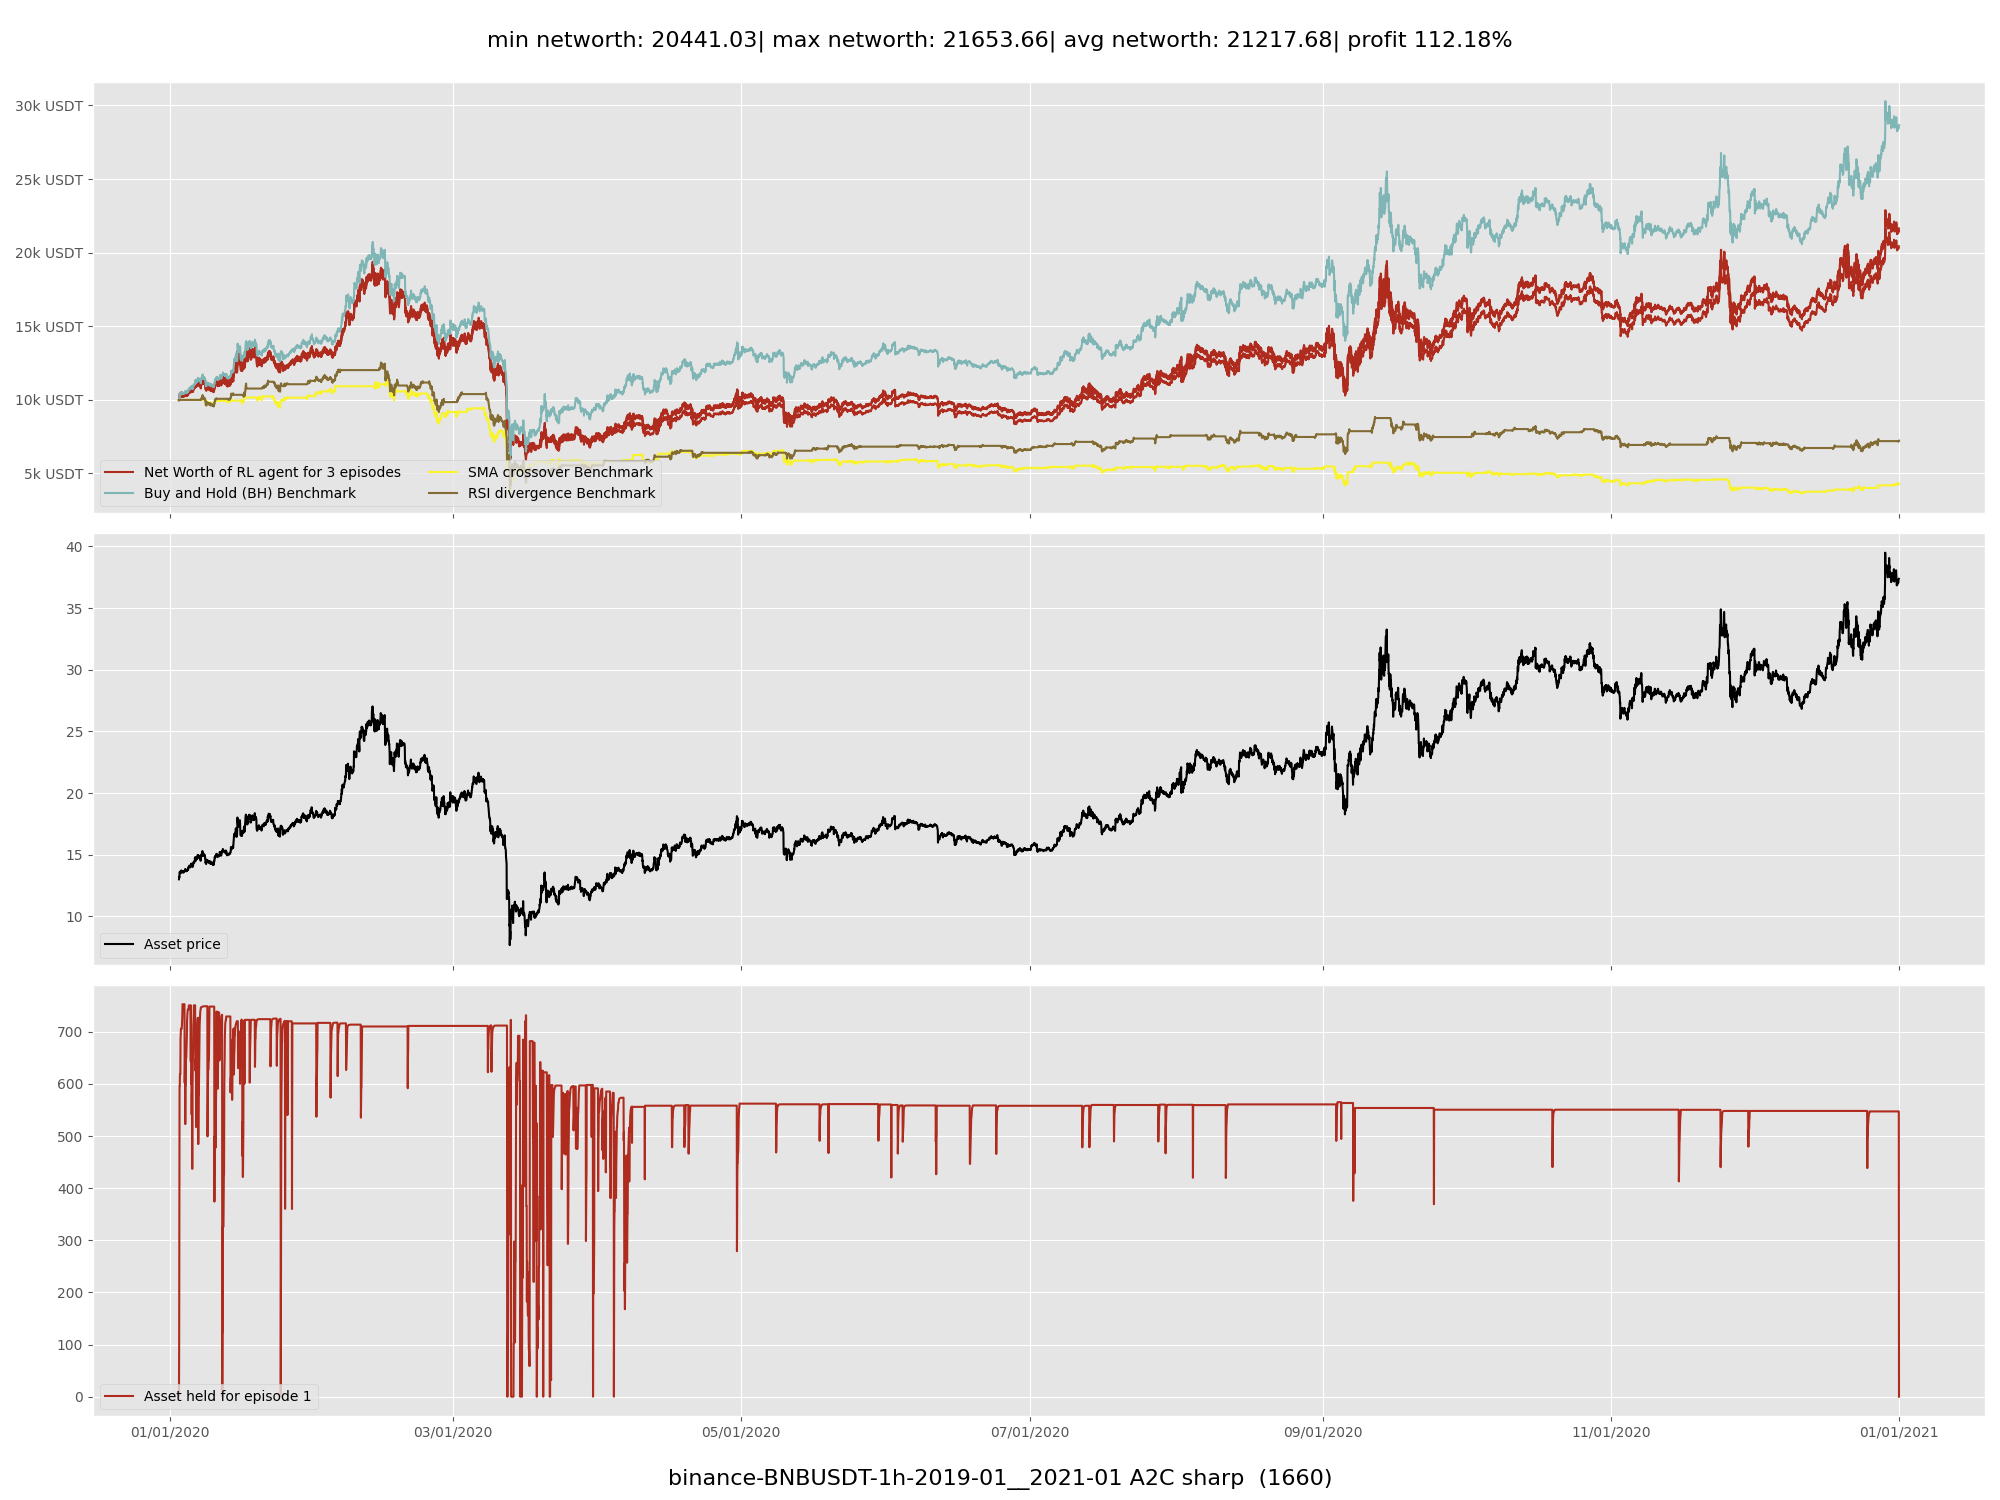 min networth: 20441.03| max networth: 21653.66| avg networth: 21217.68| profit 112.18%
30k USDT
25k USDT
20k USDT
15k USDT
10k USDT
5k USDT
Net Worth of RL agent for 3 episodes
Buy and Hold (BH) Benchmark
SMA crossover Benchmark
RSI divergence Benchmark
40
35
30
25
20
15
10
Asset price
700
600
500
400
300
200
100
0
Asset held for episode 1
01/01/2020 03/01/2020 05/01/2020 07/01/2020 09/01/2020 11/01/2020 01/01/2021
binance-BNBUSDT-1h-2019-01__2021-01 A2C sharp (1660)